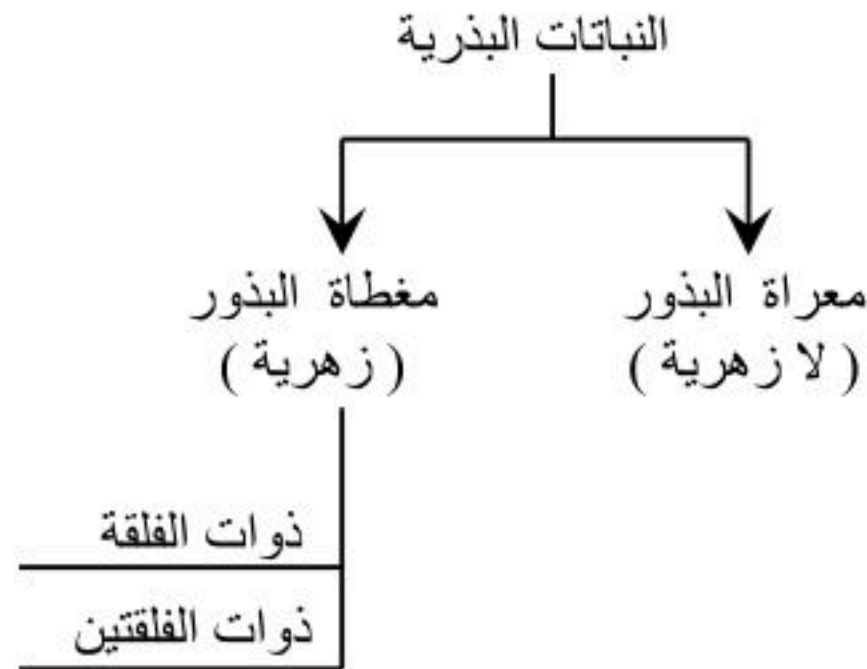 النباتات البذرية
معراة البذور
( لا زهرية )
مغطاة البذور
( زهرية )
ذوات الفلقة
ذوات الفلقتين